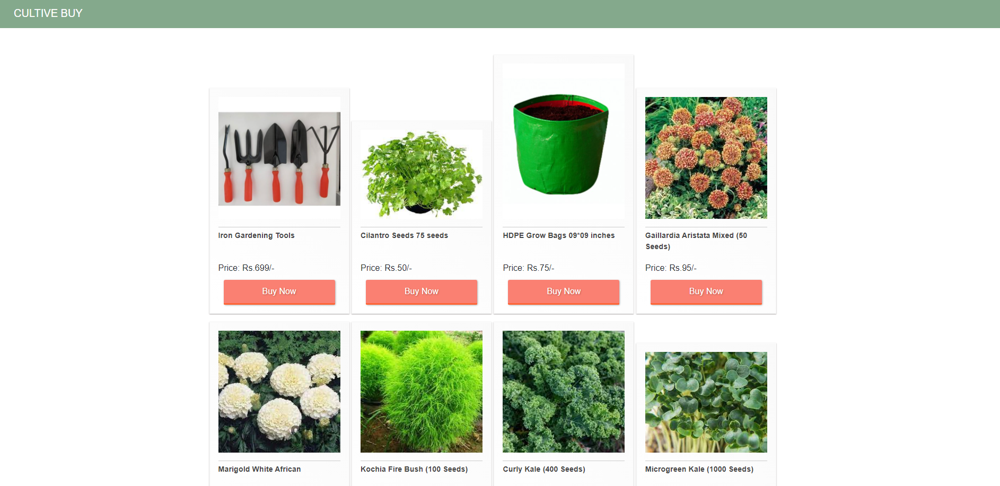 CULTIVE BUY
Iron Gardening Tools
Price: Rs.699/-
Buy Now
Cilantro Seeds 75 seeds
Price: Rs.50/-
Buy Now
HDPE Grow Bags 09*09 inches
Price: Rs.75/-
Buy Now
Gaillardia Aristata Mixed (50
Seeds)
Price: Rs.95/-
Buy Now
Marigold White African
Kochia Fire Bush (100 Seeds)
Curly Kale (400 Seeds)
Microgreen Kale (1000 Seeds)